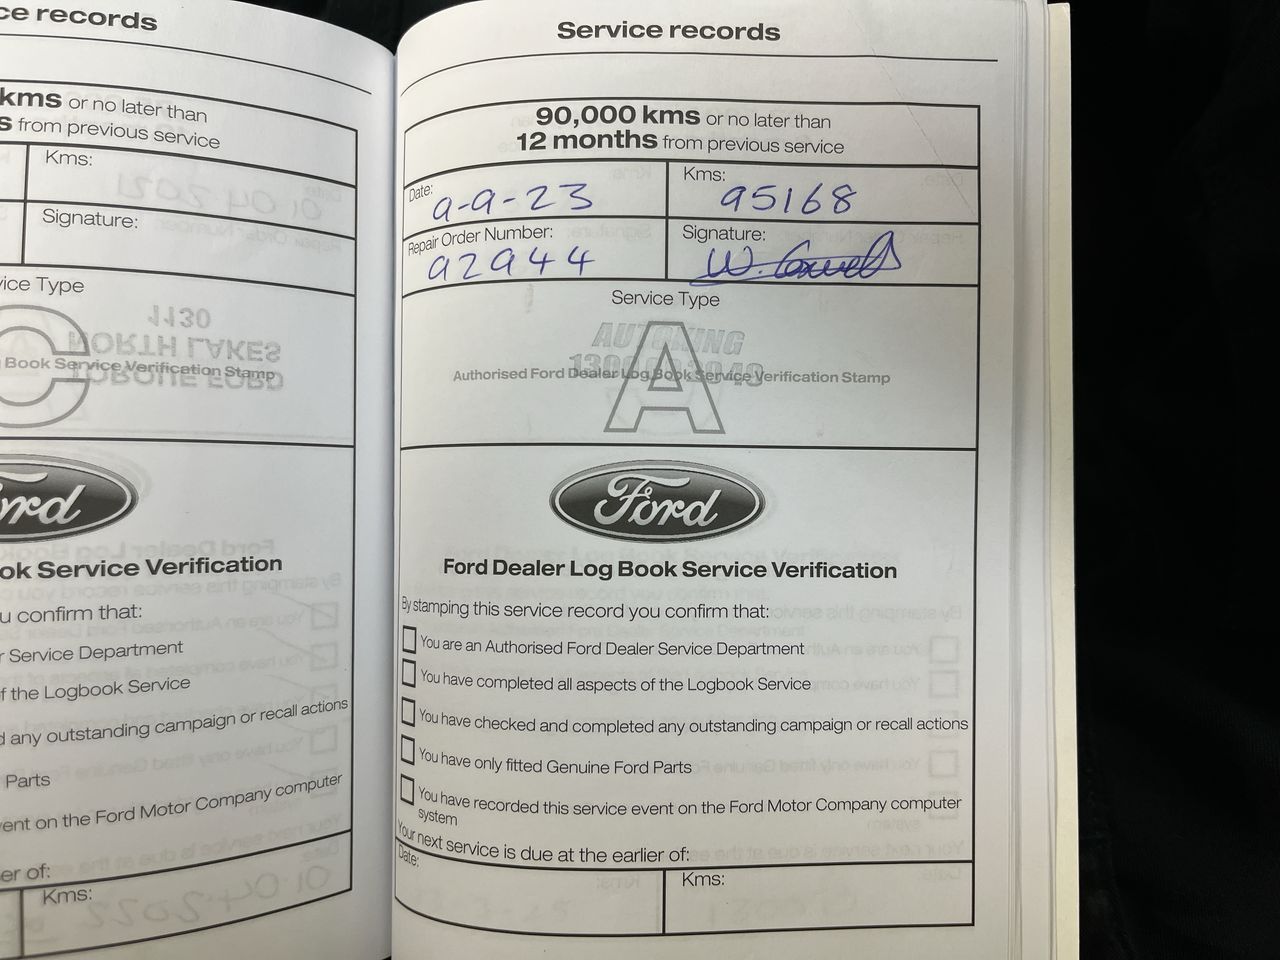 ce records
kms or no later than
s from previous service
Kms:
Signature:
ice Type
1130
NORTH LAKES
TORQUE FORD
C
Book Service Verification Stamp
ord
ok Service Verification
u confirm that:
r Service Department
f the Logbook Service
d any outstanding campaign or recall actions
Parts
ent on the Ford Motor Company computer
er of:
Kms:
Service records
90,000 kms or no later than
12 months from previous service
Date: 9-9-23
Kms: 95168
Repair Order Number: 92944
Signature: W.
Service Type
AUTOKING
A
Authorised Ford Dealer Log Book Service Verification Stamp
Ford
Ford Dealer Log Book Service Verification
By stamping this service record you confirm that:
You are an Authorised Ford Dealer Service Department
You have completed all aspects of the Logbook Service
You have checked and completed any outstanding campaign or recall actions
You have only fitted Genuine Ford Parts
You have recorded this service event on the Ford Motor Company computer
system
Your next service is due at the earlier of:
Date:
Kms: